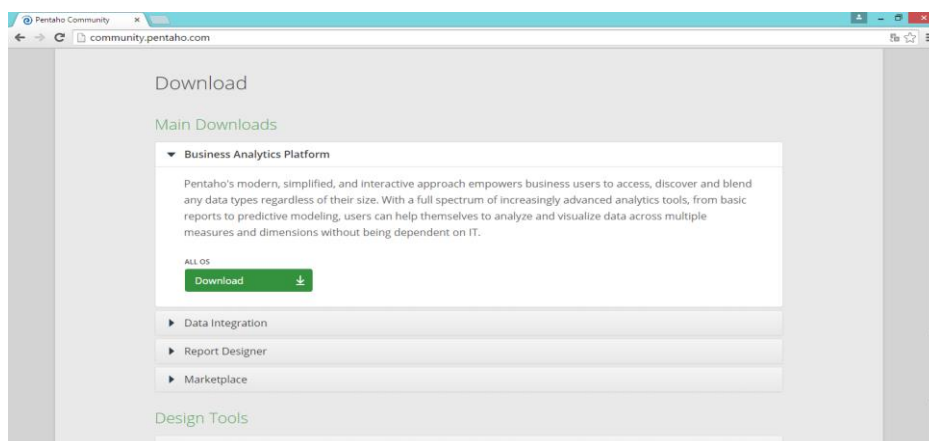 Pentaho Community
community.pentaho.com
Download
Main Downloads
Business Analytics Platform
Pentaho's modern, simplified, and interactive approach empowers business users to access, discover and blend
any data types regardless of their size. With a full spectrum of increasingly advanced analytics tools, from basic
reports to predictive modeling, users can help themselves to analyze and visualize data across multiple
measures and dimensions without being dependent on IT.
ALL OS
Download
Data Integration
Report Designer
Marketplace
Design Tools